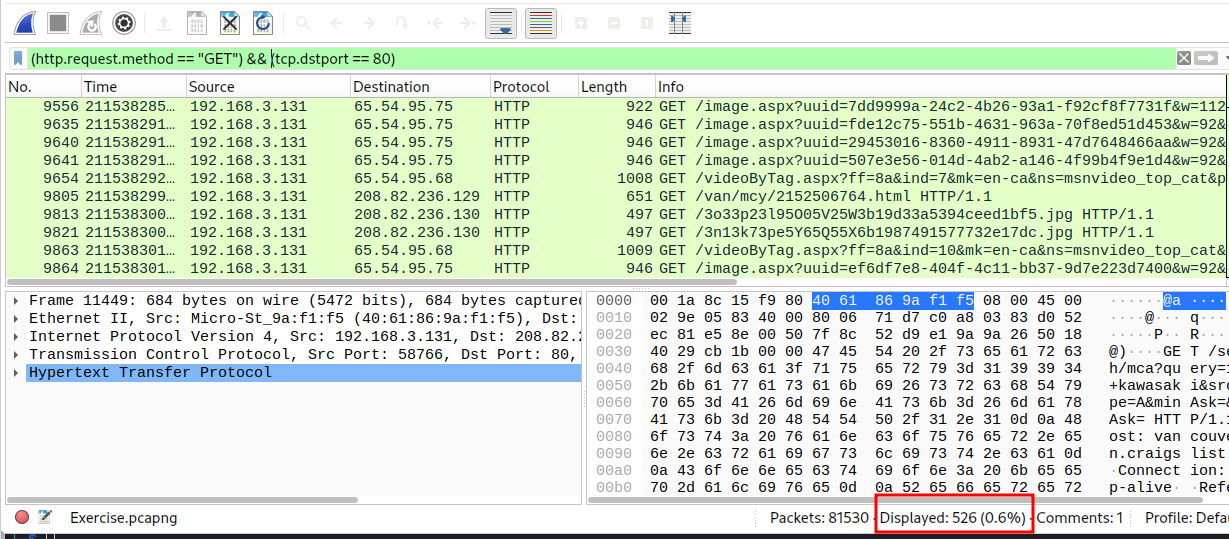 (http.request.method == "GET") && (tcp.dstport == 80)
No. Time Source Destination Protocol Length Info
9556 211538285… 192.168.3.131 65.54.95.75 HTTP 922 GET /image.aspx?uuid=7dd9999a-24c2-4b26-93a1-f92cf8f7731f&w=112
9635 211538291… 192.168.3.131 65.54.95.75 HTTP 946 GET /image.aspx?uuid=fde12c75-551b-4631-963a-70f8ed51d453&w=92&
9640 211538291… 192.168.3.131 65.54.95.75 HTTP 946 GET /image.aspx?uuid=29453016-8360-4911-8931-47d7648466aa&w=92&
9641 211538291… 192.168.3.131 65.54.95.75 HTTP 946 GET /image.aspx?uuid=507e3e56-014d-4ab2-a146-4f99b4f9e1d4&w=92&
9654 211538292… 192.168.3.131 65.54.95.68 HTTP 1008 GET /videoByTag.aspx?ff=8a&ind=7&mk=en-ca&ns=msnvideo_top_cat&p
9805 211538299… 192.168.3.131 208.82.236.129 HTTP 651 GET /van/mcy/2152506764.html HTTP/1.1
9813 211538300… 192.168.3.131 208.82.236.130 HTTP 497 GET /3o33p23l95O05V25W3b19d33a5394ceed1bf5.jpg HTTP/1.1
9821 211538300… 192.168.3.131 208.82.236.130 HTTP 497 GET /3n13k73pe5Y65Q55X6b1987491577732e17dc.jpg HTTP/1.1
9863 211538301… 192.168.3.131 65.54.95.68 HTTP 1009 GET /videoByTag.aspx?ff=8a&ind=10&mk=en-ca&ns=msnvideo_top_cat&
9864 211538301… 192.168.3.131 65.54.95.75 HTTP 946 GET /image.aspx?uuid=ef6df7e8-404f-4c11-bb37-9d7e223d7400&w=92&
Frame 11449: 684 bytes on wire (5472 bits), 684 bytes captured
Ethernet II, Src: Micro-St_9a:f1:f5 (40:61:86:9a:f1:f5), Dst:
Internet Protocol Version 4, Src: 192.168.3.131, Dst: 208.82.
Transmission Control Protocol, Src Port: 58766, Dst Port: 80,
Hypertext Transfer Protocol
0000 00 1a 8c 15 f9 80 40 61 86 9a f1 f5 08 00 45 00 ······@a ····
0010 02 9e 05 83 40 00 80 06 71 d7 c0 a8 03 83 d0 52 ····@··· q···
0020 ec 81 e5 8e 00 50 7f 8c 52 d9 e1 9a 9a 26 50 18 ·····P·· R···
0030 40 29 cb 1b 00 00 47 45 54 20 2f 73 65 61 72 63 @)····GE T /se
0040 68 2f 6d 63 61 3f 71 75 65 72 79 3d 31 39 39 34 h/mca?qu ery=1
0050 2b 6b 61 77 61 73 61 6b 69 26 73 72 63 68 54 79 +kawasak i&src
0060 70 65 3d 41 26 6d 69 6e 41 73 6b 3d 26 6d 61 78 pe=A&min Ask=&
0070 41 73 6b 3d 20 48 54 54 50 2f 31 2e 31 0d 0a 48 Ask= HTT P/1.1
0080 6f 73 74 3a 20 76 61 6e 63 6f 75 76 65 72 2e 65 ost: van couve
0090 6e 2e 63 72 61 69 67 73 6c 69 73 74 2e 63 61 0d n.craigs list.
00a0 0a 43 6f 6e 6e 65 63 74 69 6f 6e 3a 20 6b 65 65 ·Connect ion:
00b0 70 2d 61 6c 69 76 65 0d 0a 52 65 66 65 72 65 72 p-alive· ·Refe
Exercise.pcapng Packets: 81530 · Displayed: 526 (0.6%) · Comments: 1 Profile: Defa